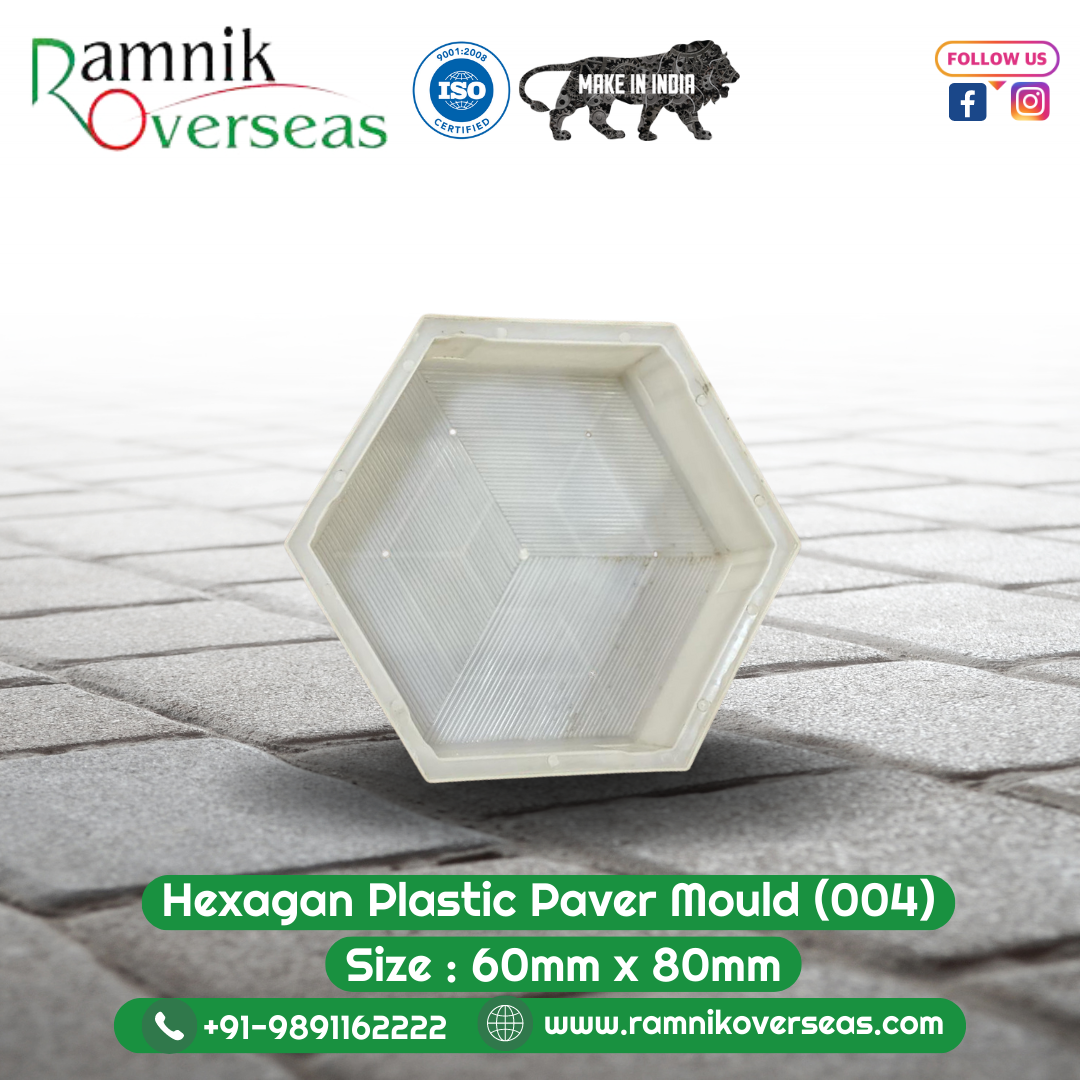 Ramnik
Overseas
9001:2008
ISO
CERTIFIED
MAKE IN INDIA
FOLLOW US
Hexagan Plastic Paver Mould (004)
Size : 60mm x 80mm
+91-9891162222
www.ramnikoverseas.com